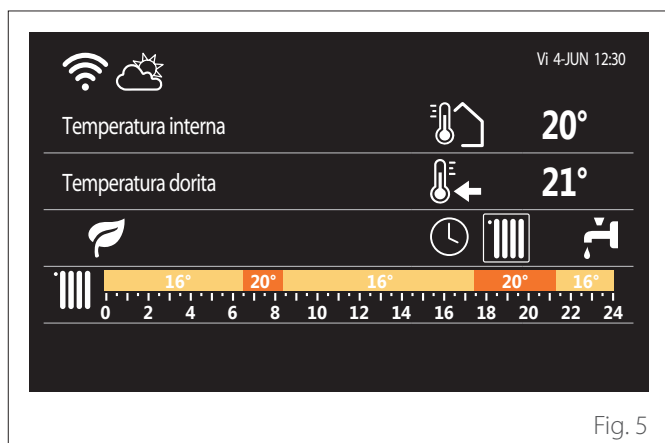 Vi 4-JUN 12:30
Temperatura interna 20°
Temperatura dorita 21°
16° 20° 16° 20° 16°
0 2 4 6 8 10 12 14 16 18 20 22 24
Fig. 5